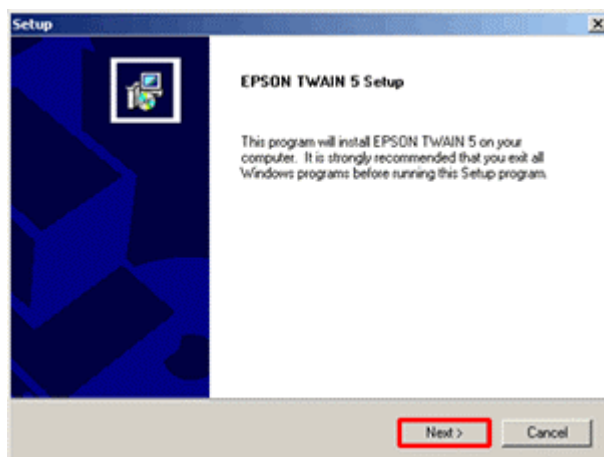 Setup
EPSON TWAIN 5 Setup
This program will install EPSON TWAIN 5 on your
computer. It is strongly recommended that you exit all
Windows programs before running this Setup program.
Next >
Cancel